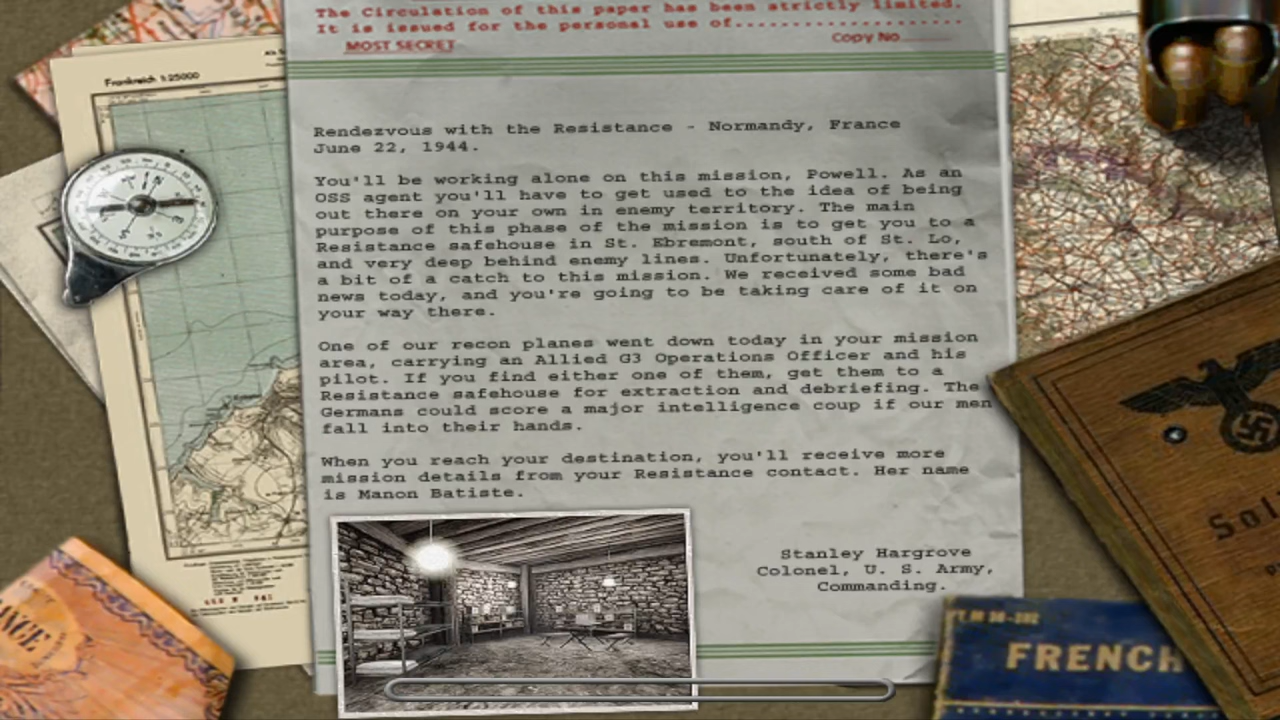 The Circulation of this paper has been strictly limited.
It is issued for the personal use of......................
MOST SECRET
Copy No
Frankreich 1:25000
Rendezvous with the Resistance - Normandy, France
June 22, 1944.
You'll be working alone on this mission, Powell. As an
OSS agent you'll have to get used to the idea of being
out there on your own in enemy territory. The main
purpose of this phase of the mission is to get you to a
Resistance safehouse in St. Ebremont, south of St. Lo,
and very deep behind enemy lines. Unfortunately, there's
a bit of a catch to this mission. We received some bad
news today, and you're going to be taking care of it on
your way there.
One of our recon planes went down today in your mission
area, carrying an Allied G3 Operations Officer and his
pilot. If you find either one of them, get them to a
Resistance safehouse for extraction and debriefing. The
Germans could score a major intelligence coup if our men
fall into their hands.
When you reach your destination, you'll receive more
mission details from your Resistance contact. Her name
is Manon Batiste.
Stanley Hargrove
Colonel, U. S. Army,
Commanding.
Sol
FRENCH